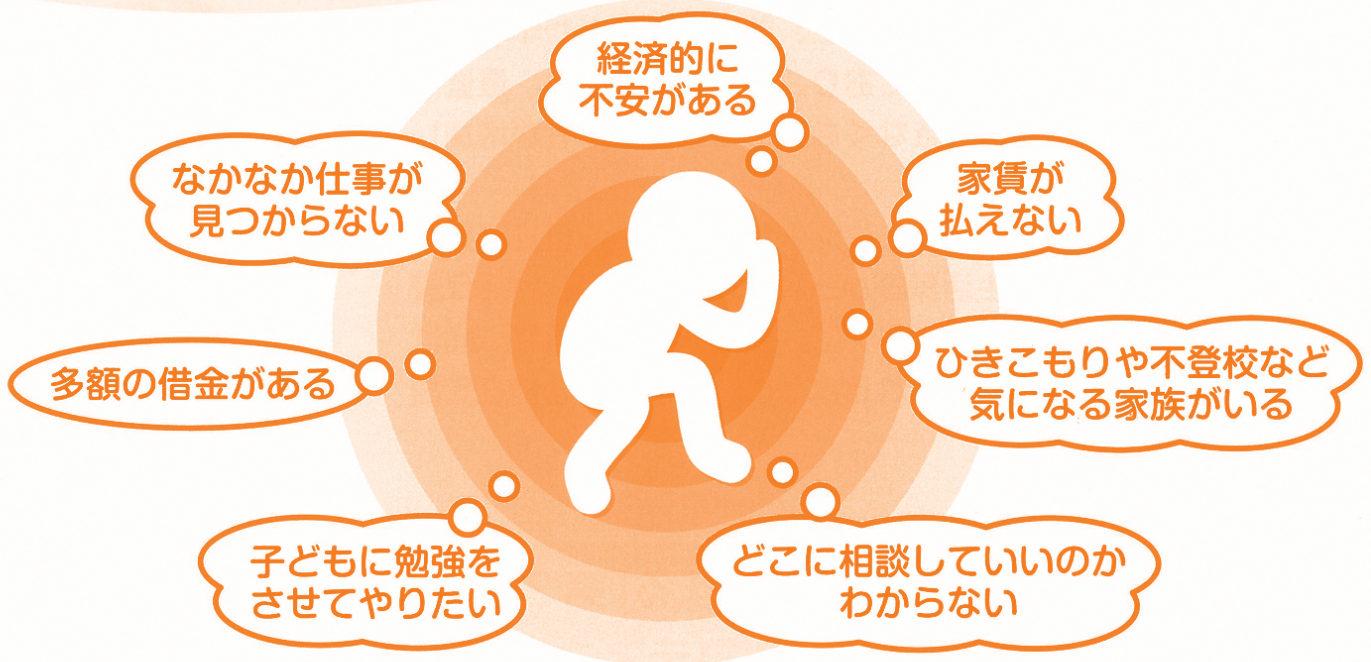 経済的に
不安がある
なかなか仕事が
見つからない
家賃が
払えない
多額の借金がある
ひきこもりや不登校など
気になる家族がいる
子どもに勉強を
させてやりたい
どこに相談していいのか
わからない